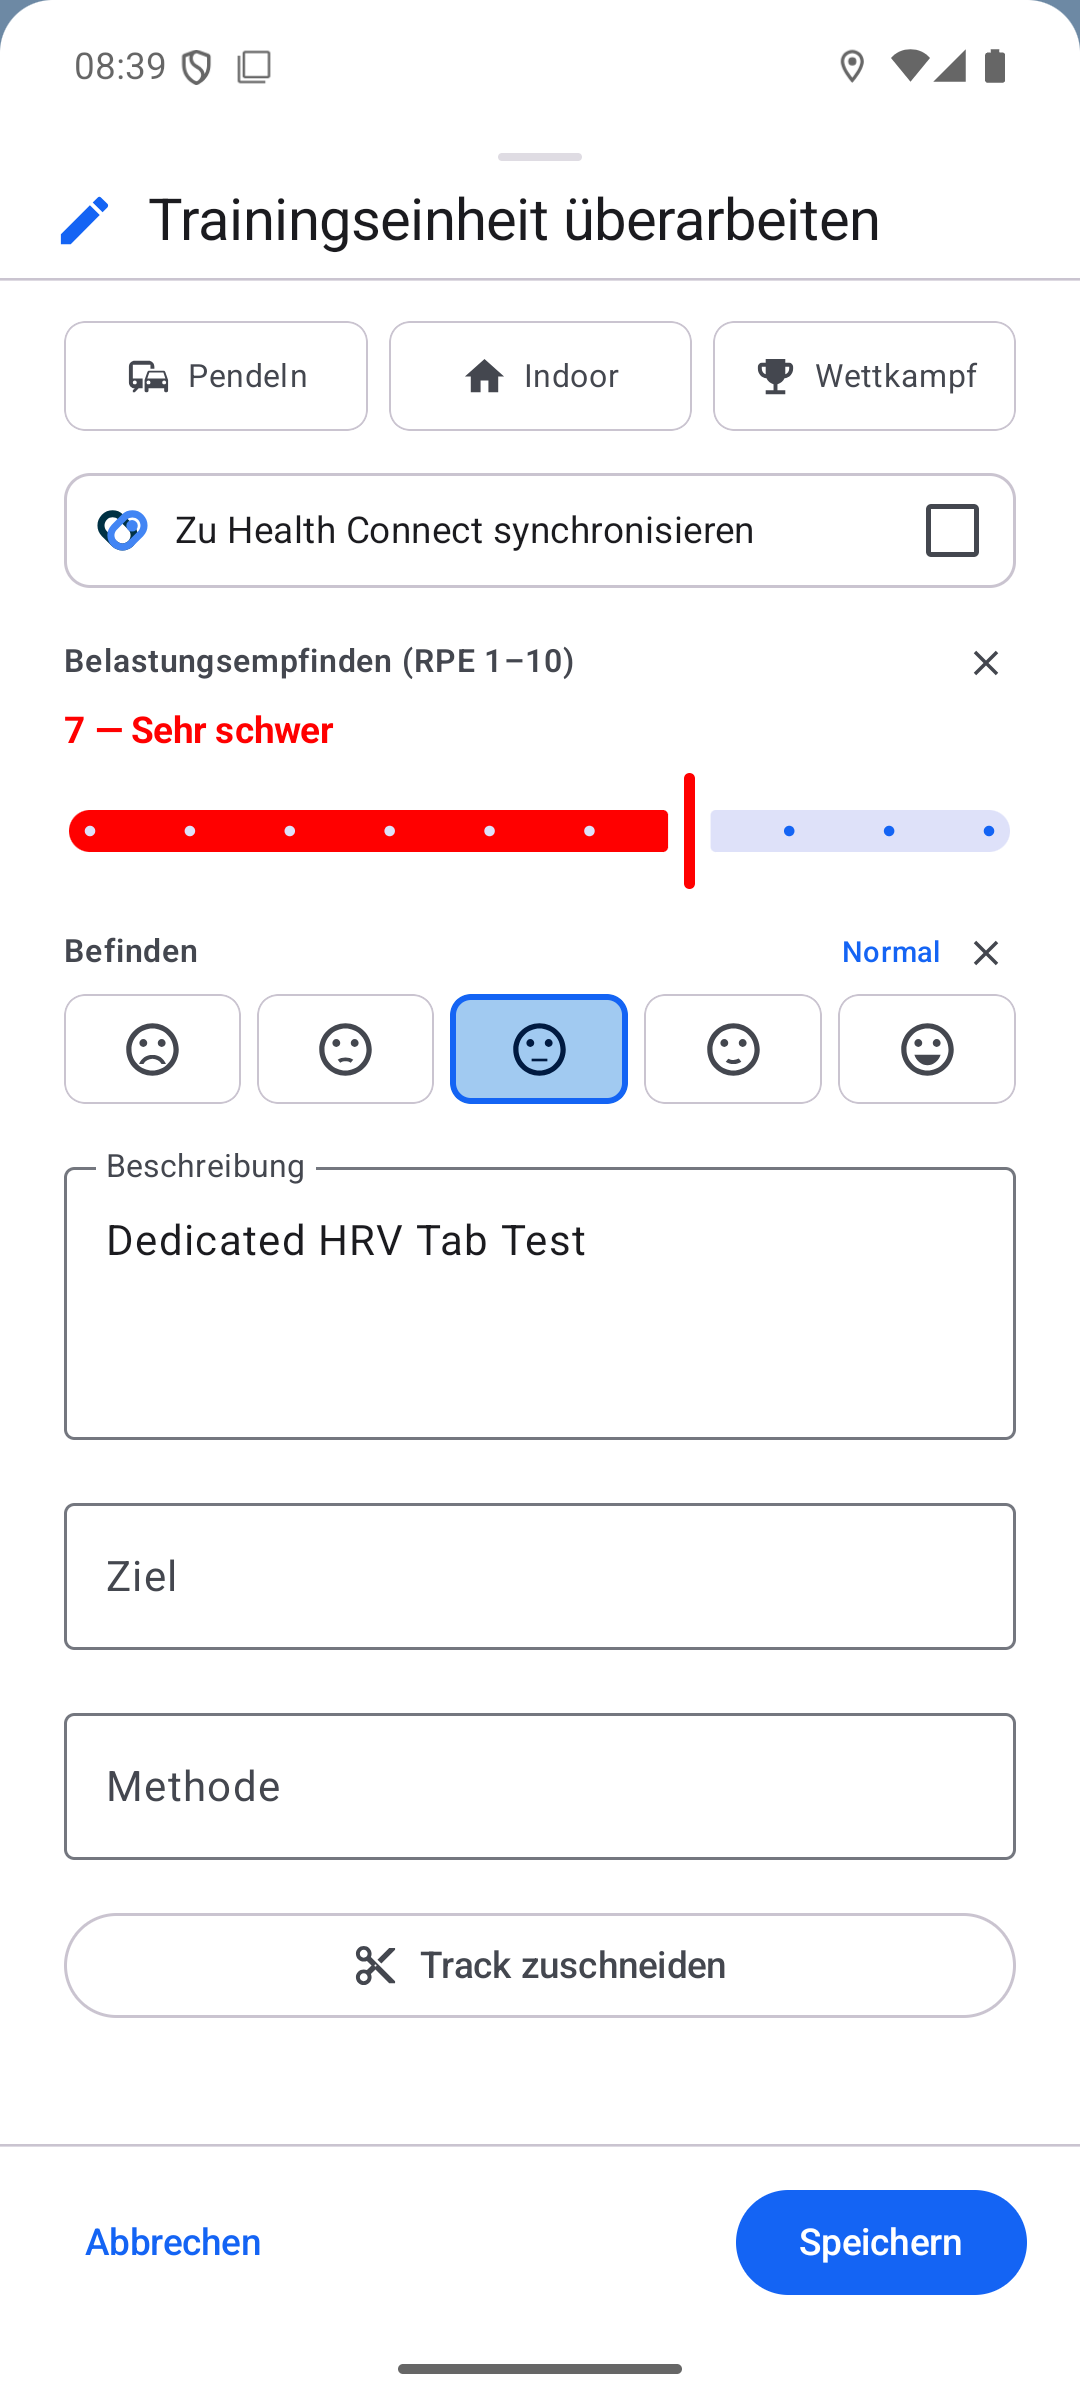 08:39
Trainingseinheit überarbeiten
Pendeln
Indoor
Wettkampf
Zu Health Connect synchronisieren
Belastungsempfinden (RPE 1–10)
7 — Sehr schwer
Befinden
Normal
Beschreibung
Dedicated HRV Tab Test
Ziel
Methode
Track zuschneiden
Abbrechen
Speichern